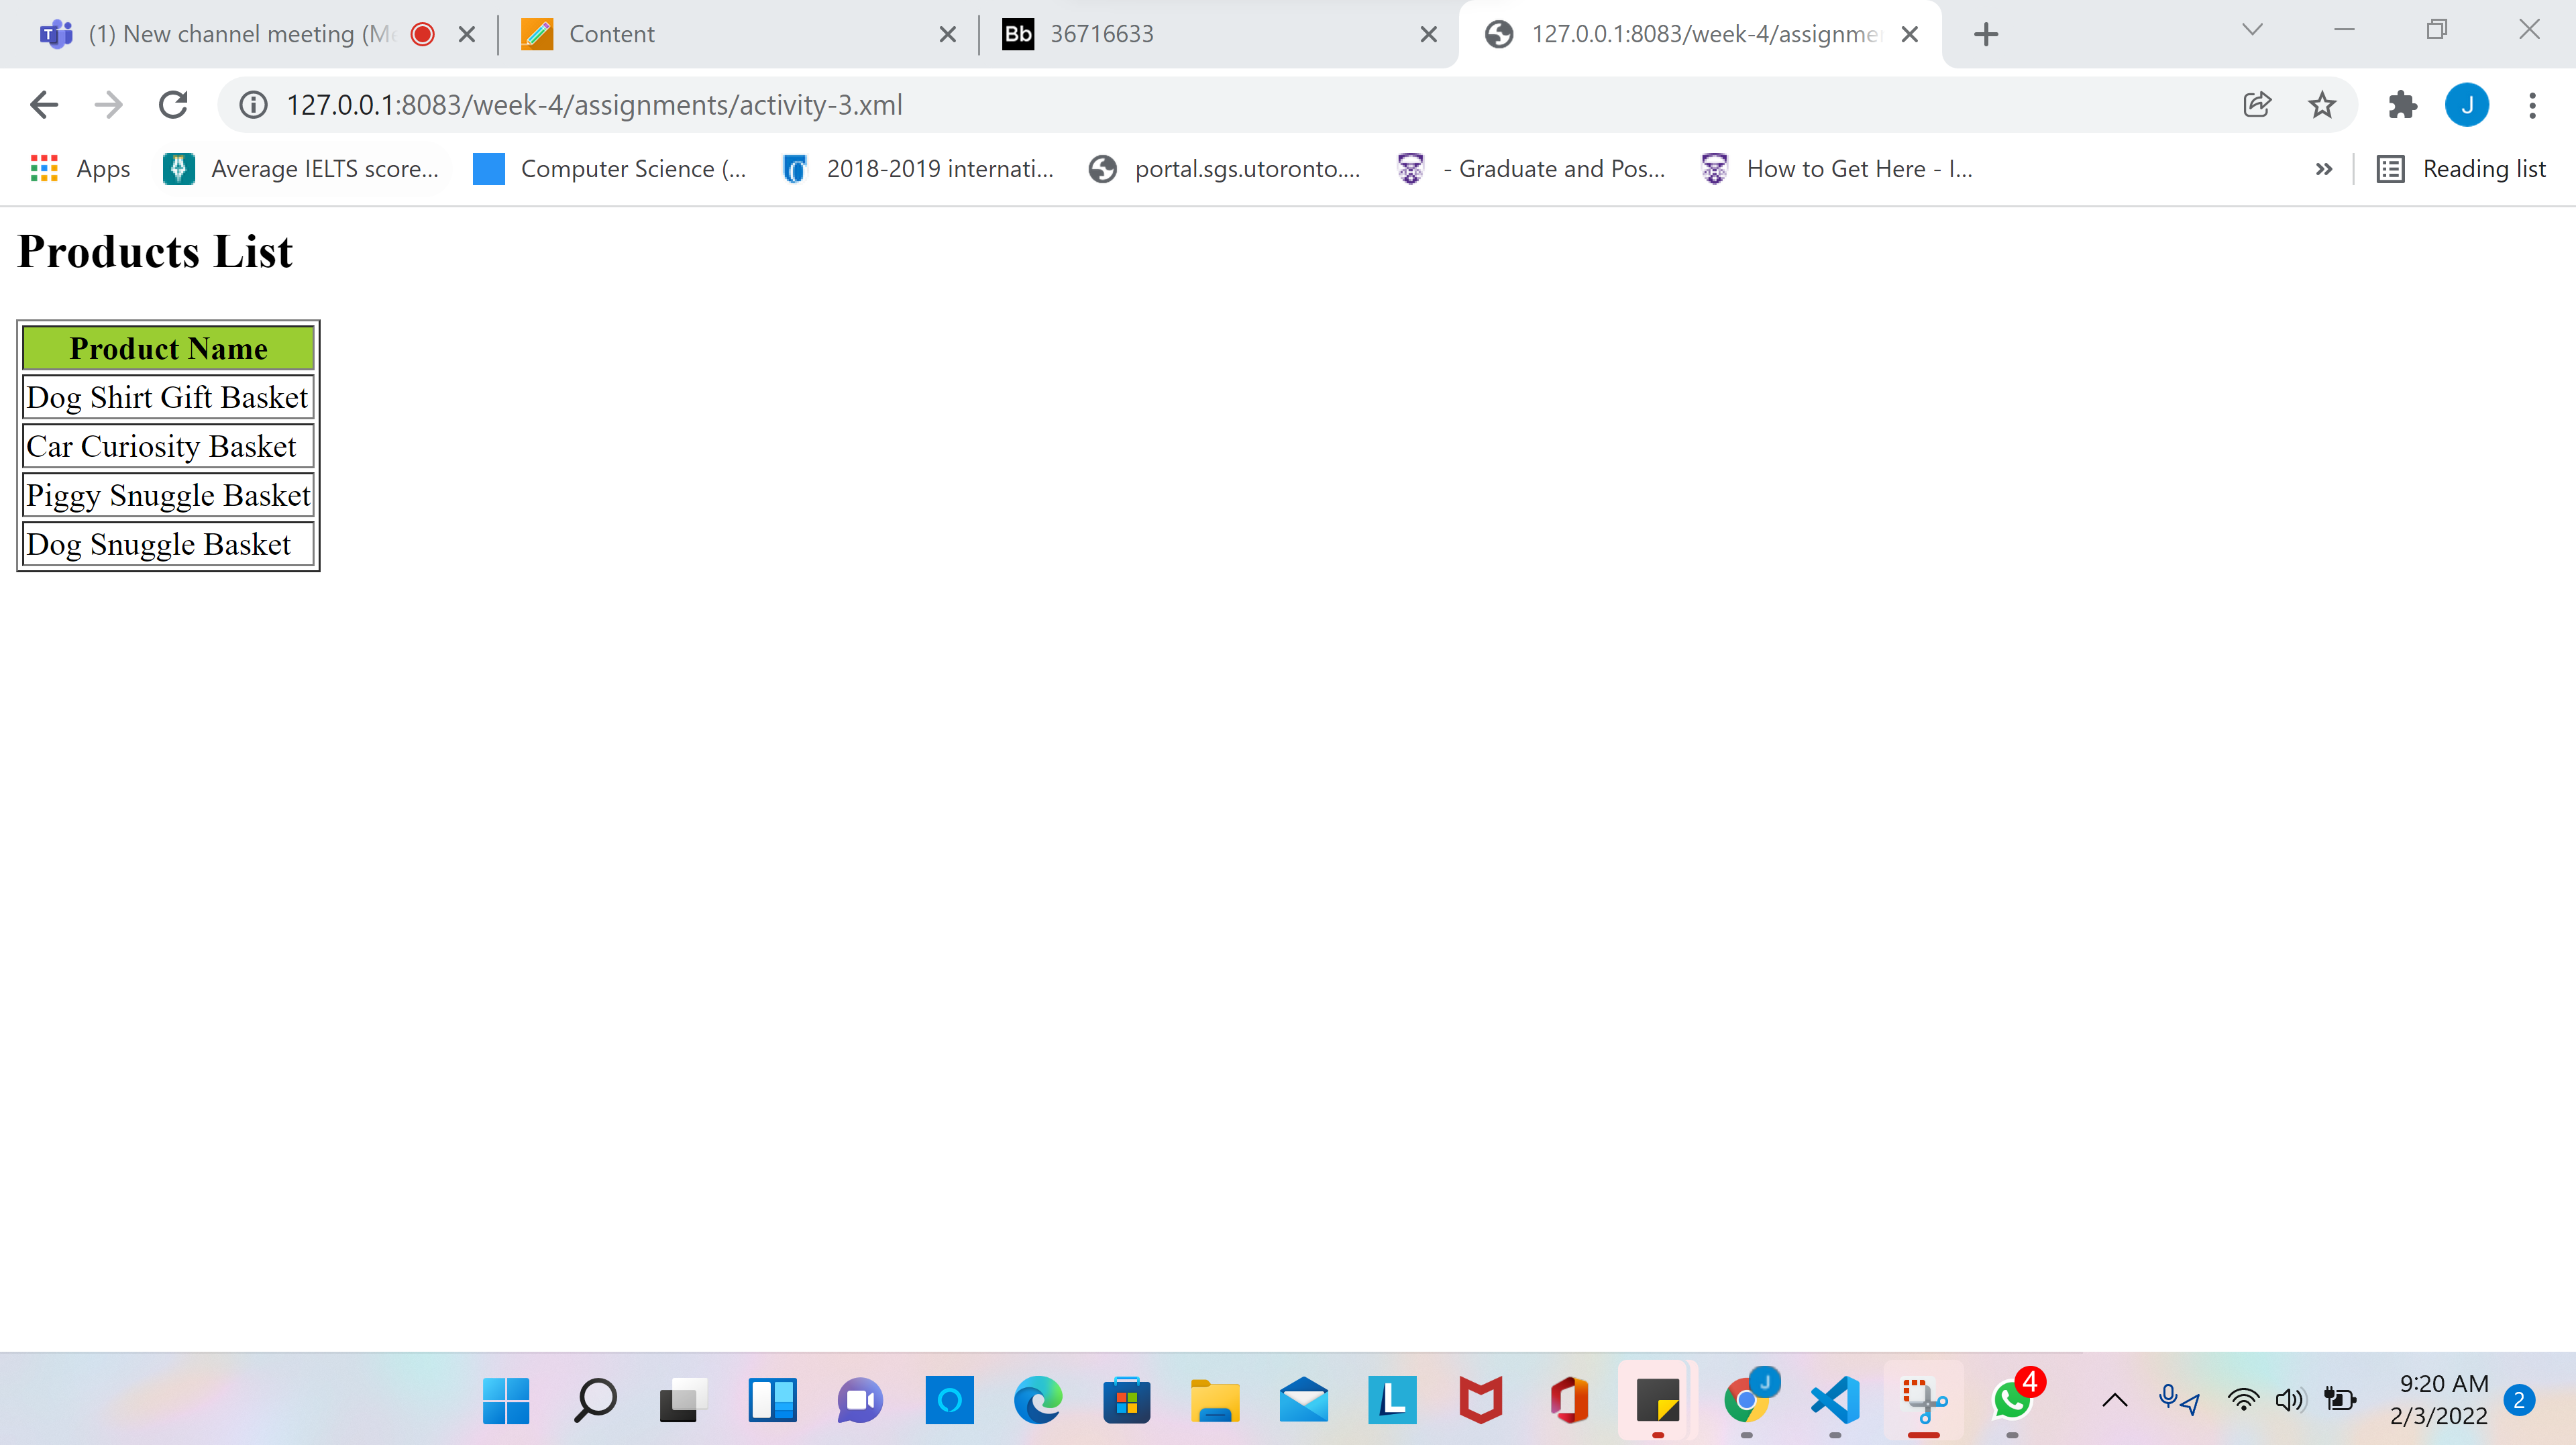 (1) New channel meeting (Me
Content
Bb 36716633
127.0.0.1:8083/week-4/assignme
127.0.0.1:8083/week-4/assignments/activity-3.xml
J
Apps
Average IELTS score...
Computer Science (...
2018-2019 internati...
portal.sgs.utoronto....
- Graduate and Pos...
How to Get Here - I...
»
Reading list
Products List
Product Name
Dog Shirt Gift Basket
Car Curiosity Basket
Piggy Snuggle Basket
Dog Snuggle Basket
L
J
4
9:20 AM
2/3/2022
2